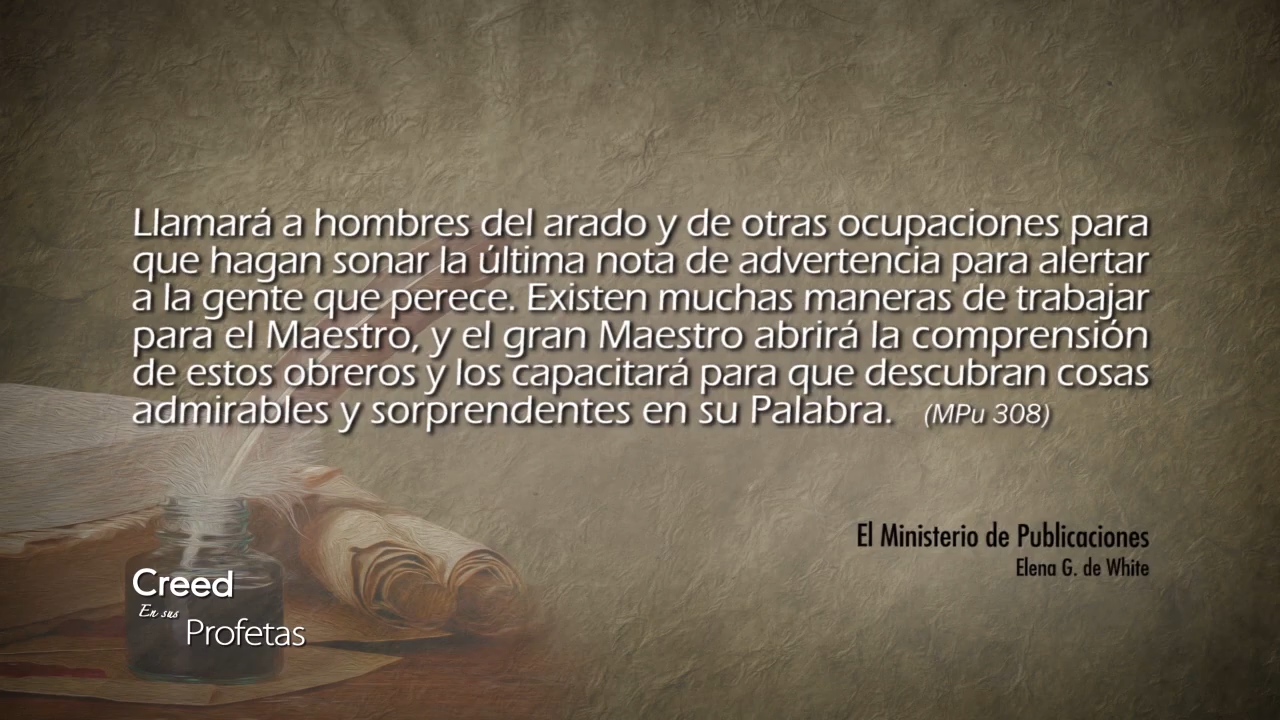 Llamará a hombres del arado y de otras ocupaciones para
que hagan sonar la última nota de advertencia para alertar
a la gente que perece. Existen muchas maneras de trabajar
para el Maestro, y el gran Maestro abrirá la comprensión
de estos obreros y los capacitará para que descubran cosas
admirables y sorprendentes en su Palabra. (MPu 308)
El Ministerio de Publicaciones
Elena G. de White
Creed
En sus
Profetas